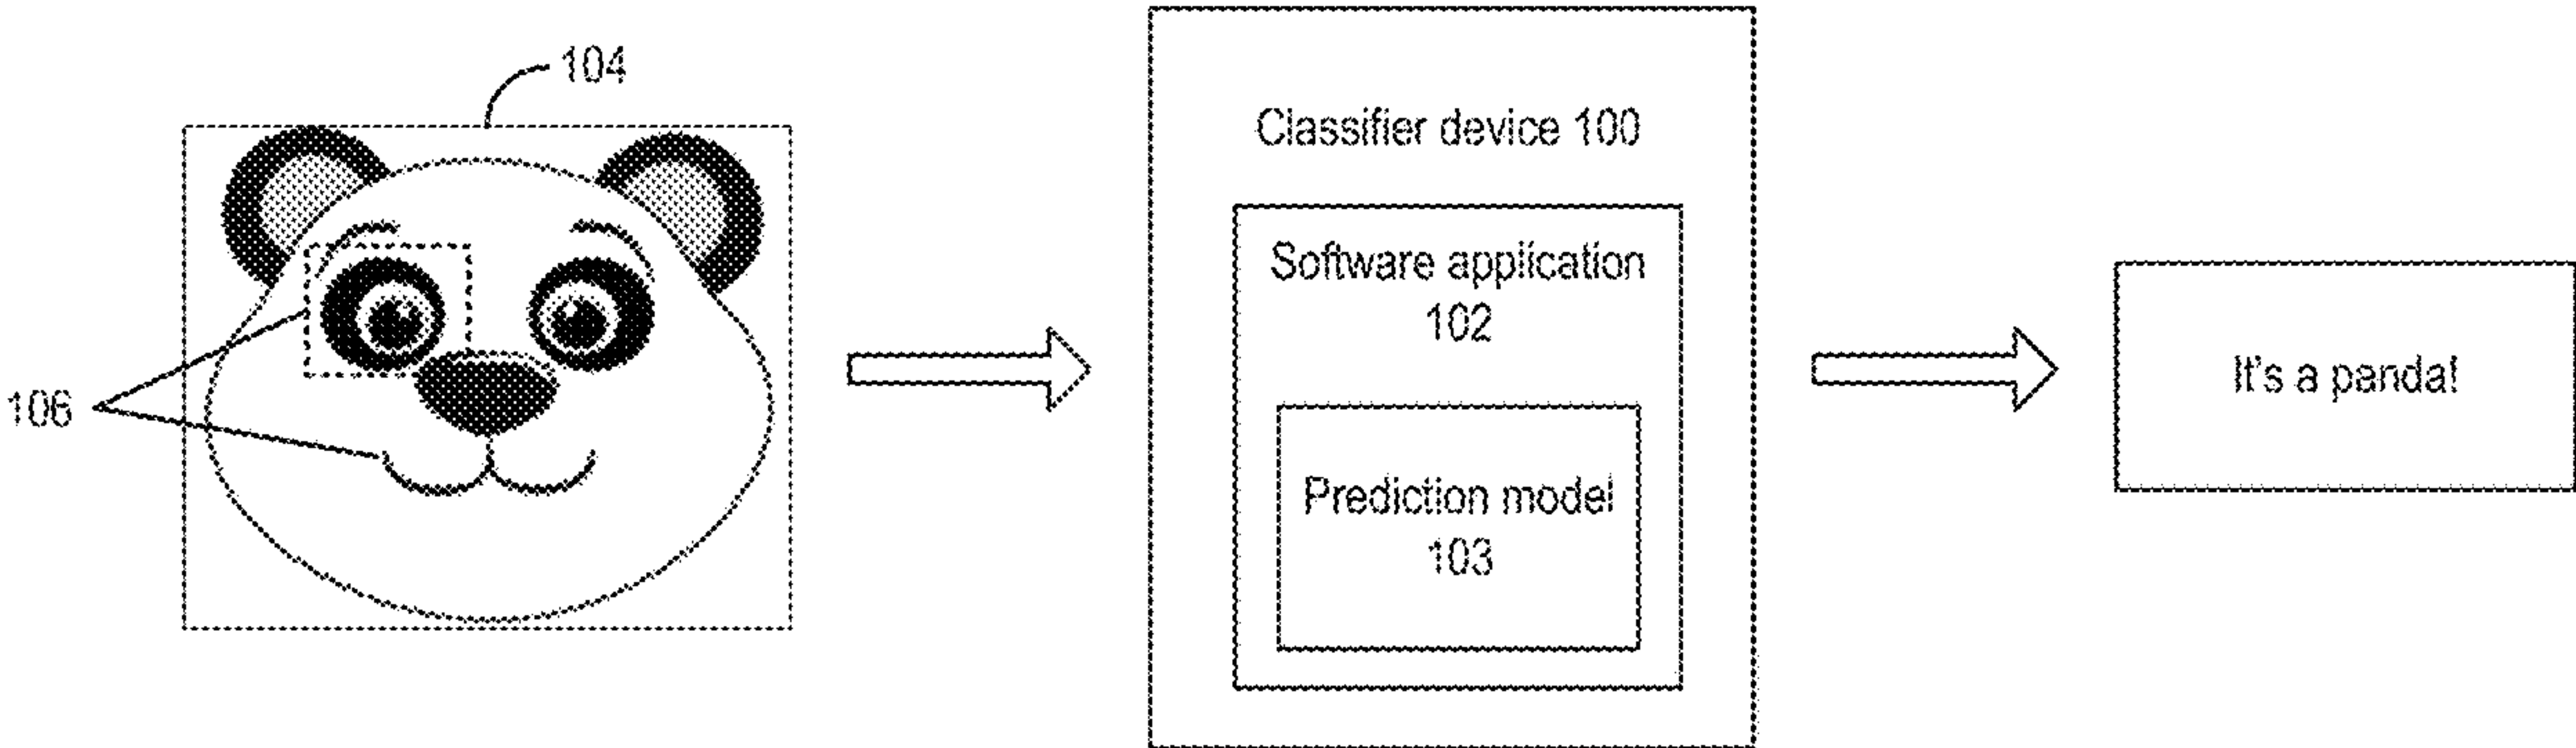 104
106
Classifier device 100
Software application
102
Prediction model
103
It's a panda!